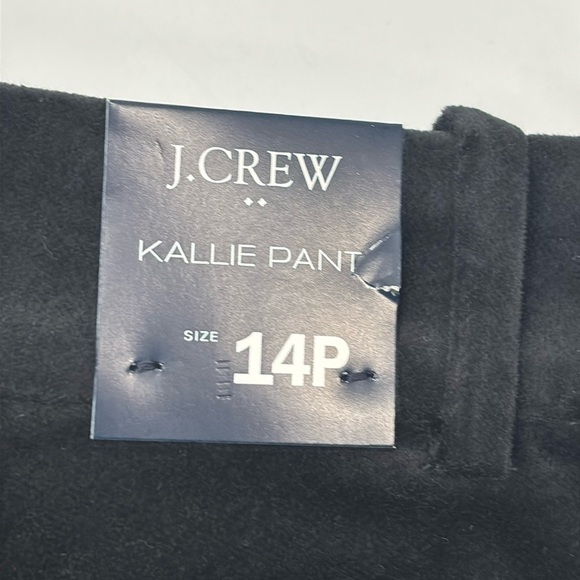 J.CREW
KALLIE PANT
SIZE 14P